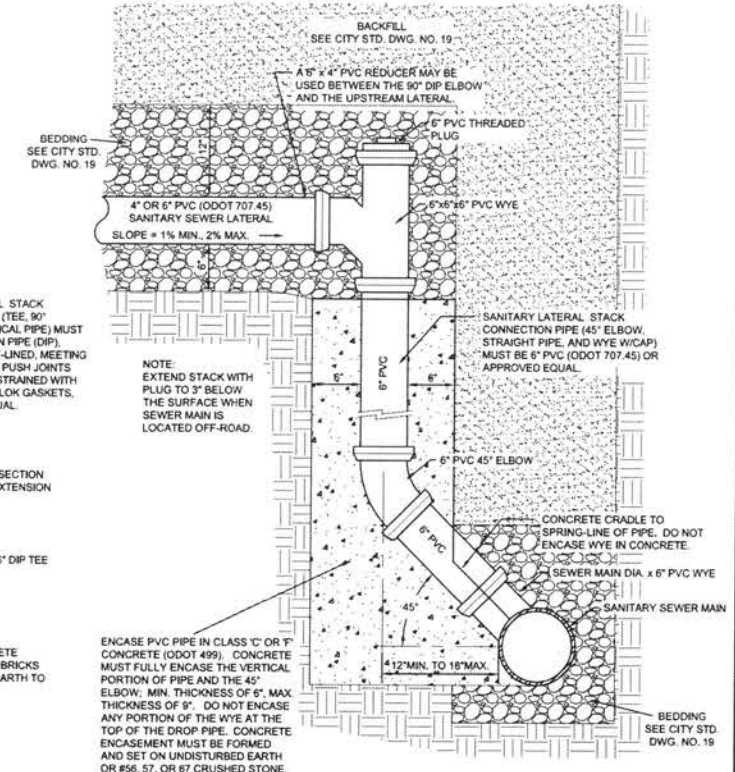 BACKFILL
SEE CITY STD. DWG. NO. 19
A 6" x 4" PVC REDUCER MAY BE
USED BETWEEN THE 90° DIP ELBOW
AND THE UPSTREAM LATERAL.
6" PVC THREADED
PLUG
BEDDING
SEE CITY STD.
DWG. NO. 19
12"
4" OR 6" PVC (ODOT 707.45)
SANITARY SEWER LATERAL
SLOPE = 1% MIN., 2% MAX.
6"x6"x6" PVC WYE
6"
L STACK
(TEE, 90°
ICAL PIPE) MUST
N PIPE (DIP),
-LINED, MEETING
PUSH JOINTS
STRAINED WITH
LOK GASKETS,
UAL.
SANITARY LATERAL STACK
CONNECTION PIPE (45° ELBOW,
STRAIGHT PIPE, AND WYE W/CAP)
MUST BE 6" PVC (ODOT 707.45) OR
APPROVED EQUAL.
NOTE:
EXTEND STACK WITH
PLUG TO 3" BELOW
THE SURFACE WHEN
SEWER MAIN IS
LOCATED OFF-ROAD.
6"
6" PVC
6"
SECTION
EXTENSION
6" PVC 45° ELBOW
6" PVC
CONCRETE CRADLE TO
SPRING-LINE OF PIPE. DO NOT
ENCASE WYE IN CONCRETE.
6" DIP TEE
SEWER MAIN DIA. x 6" PVC WYE
SANITARY SEWER MAIN
45°
ETE
BRICKS
EARTH TO
12"MIN. TO 18"MAX.
ENCASE PVC PIPE IN CLASS 'C' OR 'F'
CONCRETE (ODOT 499). CONCRETE
MUST FULLY ENCASE THE VERTICAL
PORTION OF PIPE AND THE 45°
ELBOW; MIN. THICKNESS OF 6", MAX.
THICKNESS OF 9". DO NOT ENCASE
ANY PORTION OF THE WYE AT THE
TOP OF THE DROP PIPE. CONCRETE
ENCASEMENT MUST BE FORMED
AND SET ON UNDISTURBED EARTH
OR #56, 57, OR 67 CRUSHED STONE.
BEDDING
SEE CITY STD.
DWG. NO. 19